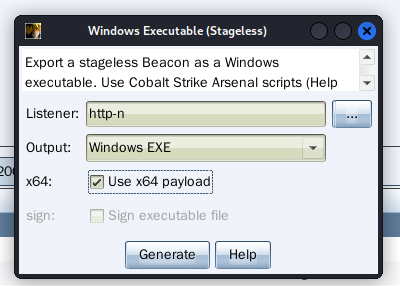 Windows Executable (Stageless)
Export a stageless Beacon as a Windows
executable. Use Cobalt Strike Arsenal scripts (Help
Listener: http-n ...
Output: Windows EXE
x64: Use x64 payload
sign: Sign executable file
Generate Help